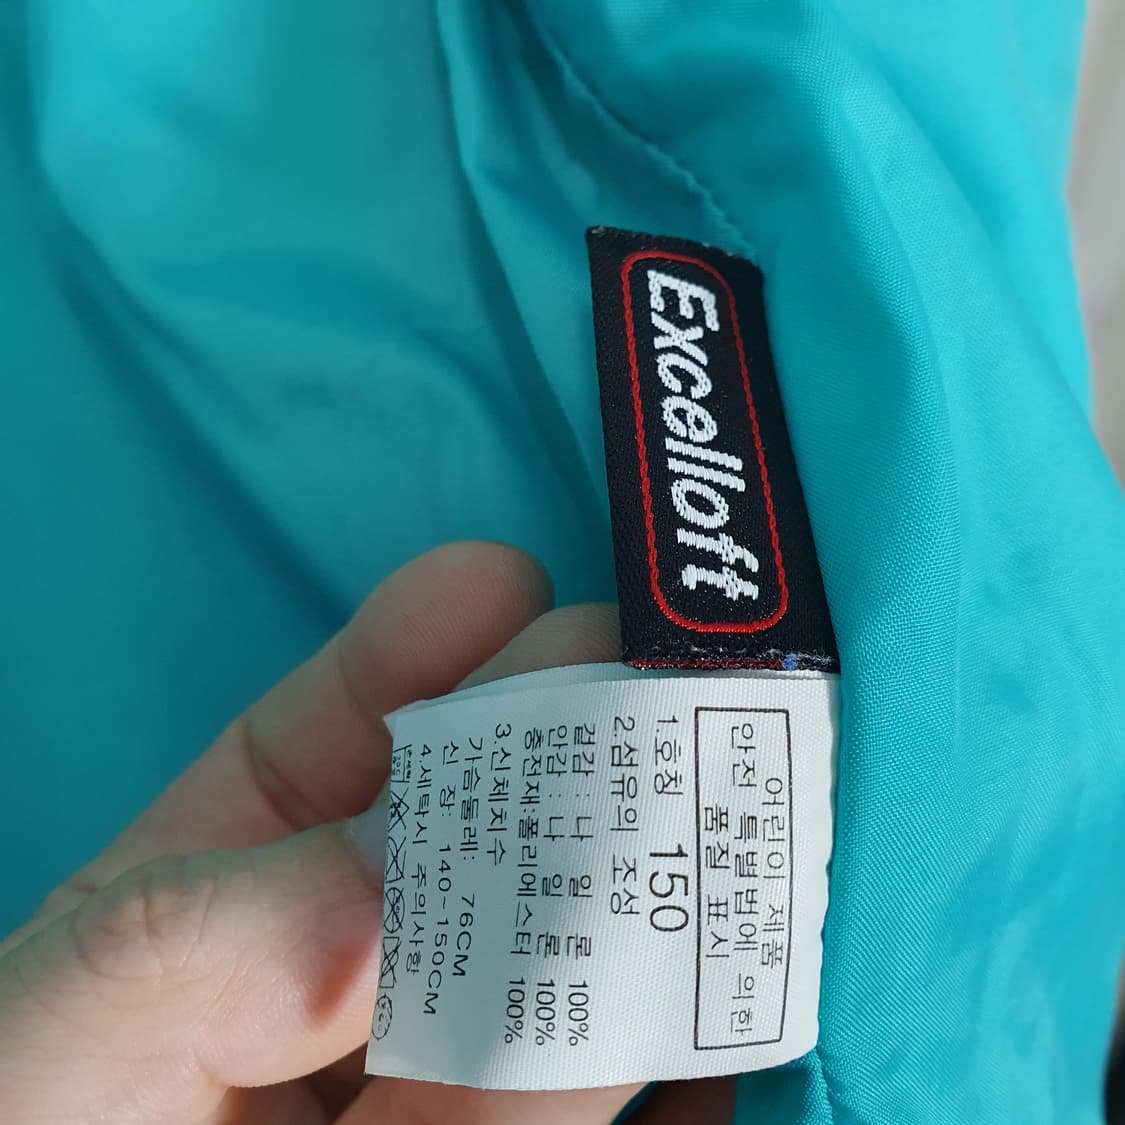 Excelloft
어린이 제품
안전 특별법에 의한
품질 표시
1.호칭 150
2.섬유의 조성
겉감 : 나 일 론 100%
안감 : 나 일 론 100%
충전재:폴리에스터 100%
3.신체치수
가슴둘레: 76CM
신 장: 140~150CM
4.세탁시 주의사항